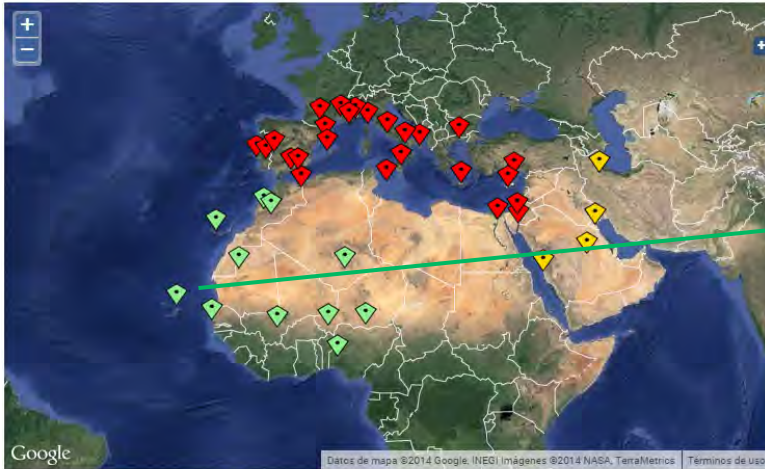 +
−
+
Google
Datos de mapa ©2014 Google, INEGI Imágenes ©2014 NASA, TerraMetrics
Términos de uso